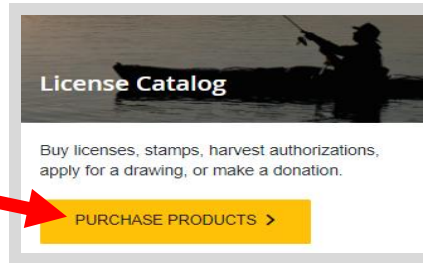 License Catalog
Buy licenses, stamps, harvest authorizations,
apply for a drawing, or make a donation.
PURCHASE PRODUCTS >